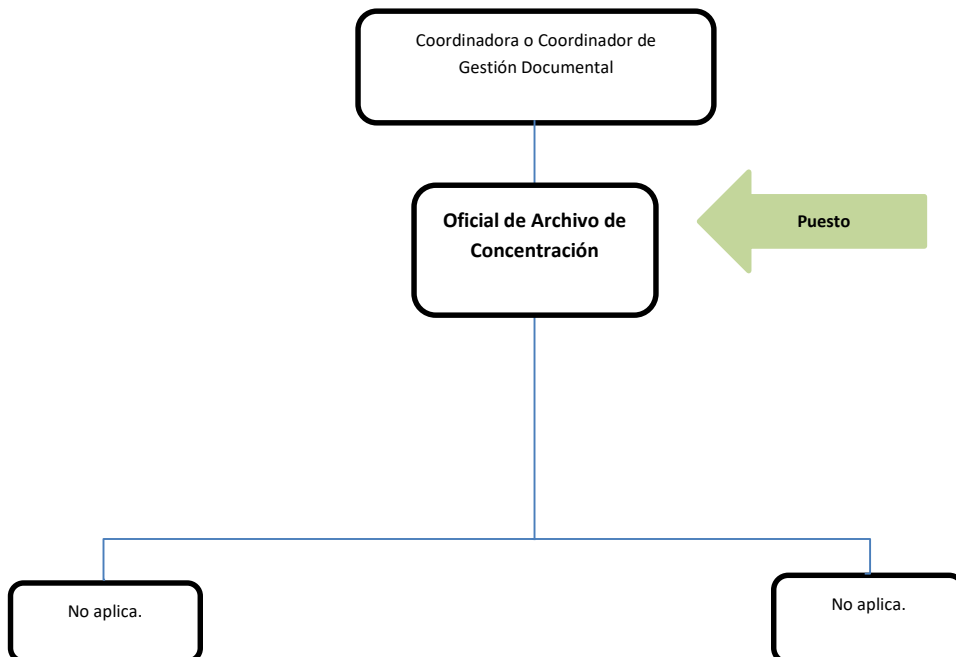 Coordinadora o Coordinador de
Gestión Documental
Oficial de Archivo de
Concentración
Puesto
No aplica.
No aplica.